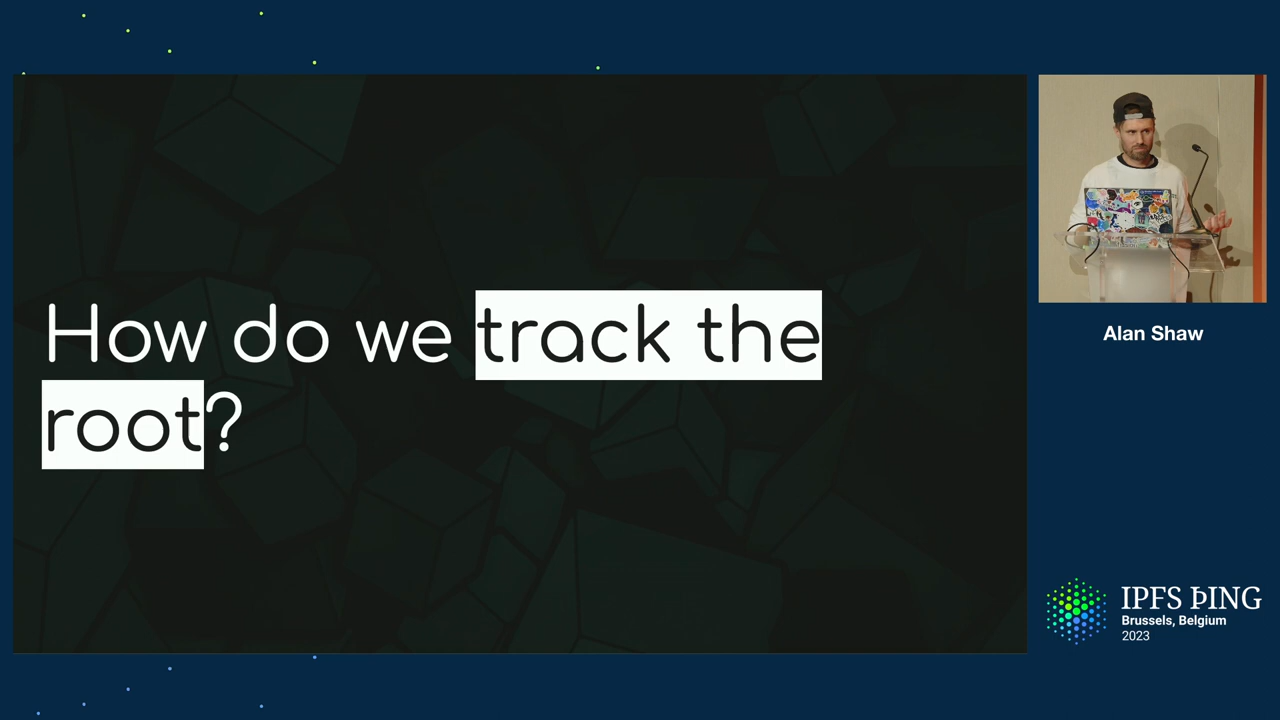 How do we track the
root?
Alan Shaw
IPFS ÞING
Brussels, Belgium
2023